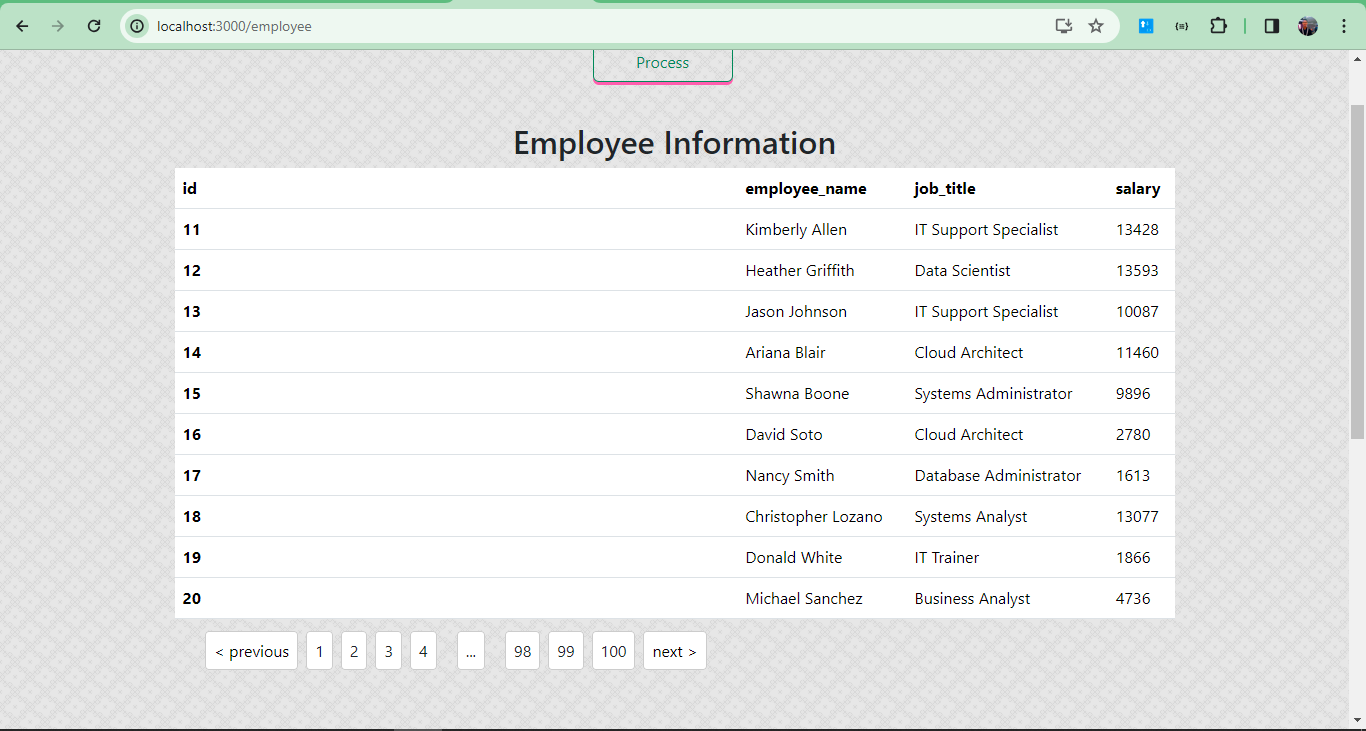 localhost:3000/employee
Process
Employee Information
id employee_name job_title salary
11 Kimberly Allen IT Support Specialist 13428
12 Heather Griffith Data Scientist 13593
13 Jason Johnson IT Support Specialist 10087
14 Ariana Blair Cloud Architect 11460
15 Shawna Boone Systems Administrator 9896
16 David Soto Cloud Architect 2780
17 Nancy Smith Database Administrator 1613
18 Christopher Lozano Systems Analyst 13077
19 Donald White IT Trainer 1866
20 Michael Sanchez Business Analyst 4736
< previous 1 2 3 4 ... 98 99 100 next >